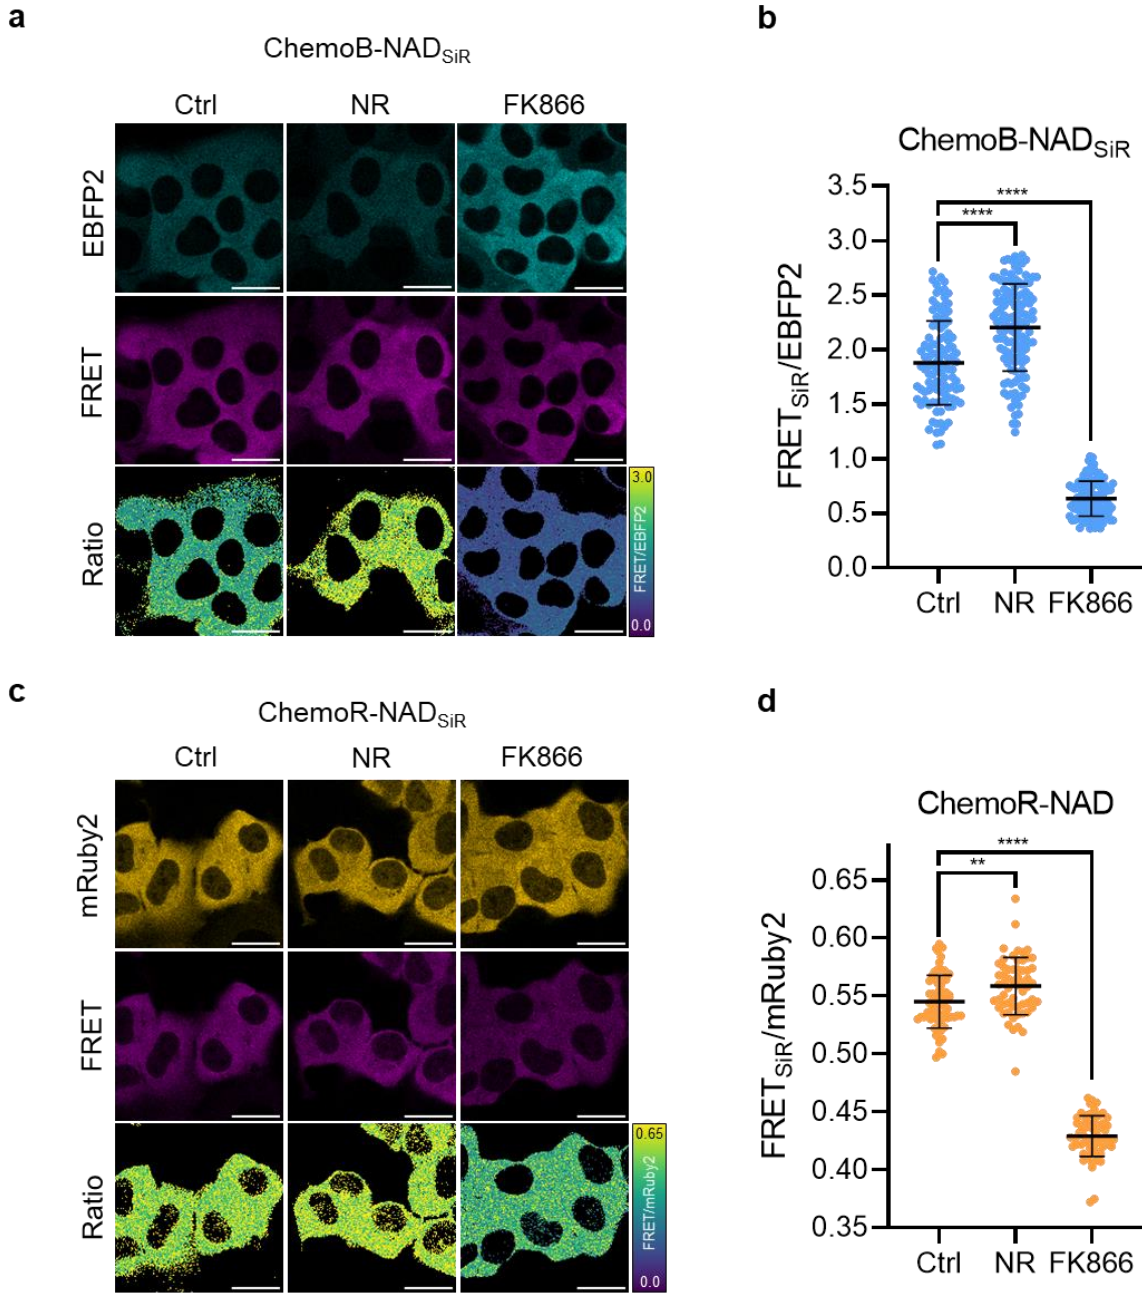 a
ChemoB-NADSiR
Ctrl NR FK866
EBFP2
FRET
Ratio
3.0
FRET/EBFP2
0.0
b
ChemoB-NADSiR
****
****
FRETSiR/EBFP2
3.5
3.0
2.5
2.0
1.5
1.0
0.5
0.0
Ctrl NR FK866
c
ChemoR-NADSiR
Ctrl NR FK866
mRuby2
FRET
Ratio
0.65
FRET/mRuby2
0.0
d
ChemoR-NAD
****
**
FRETSiR/mRuby2
0.65
0.60
0.55
0.50
0.45
0.40
0.35
Ctrl NR FK866